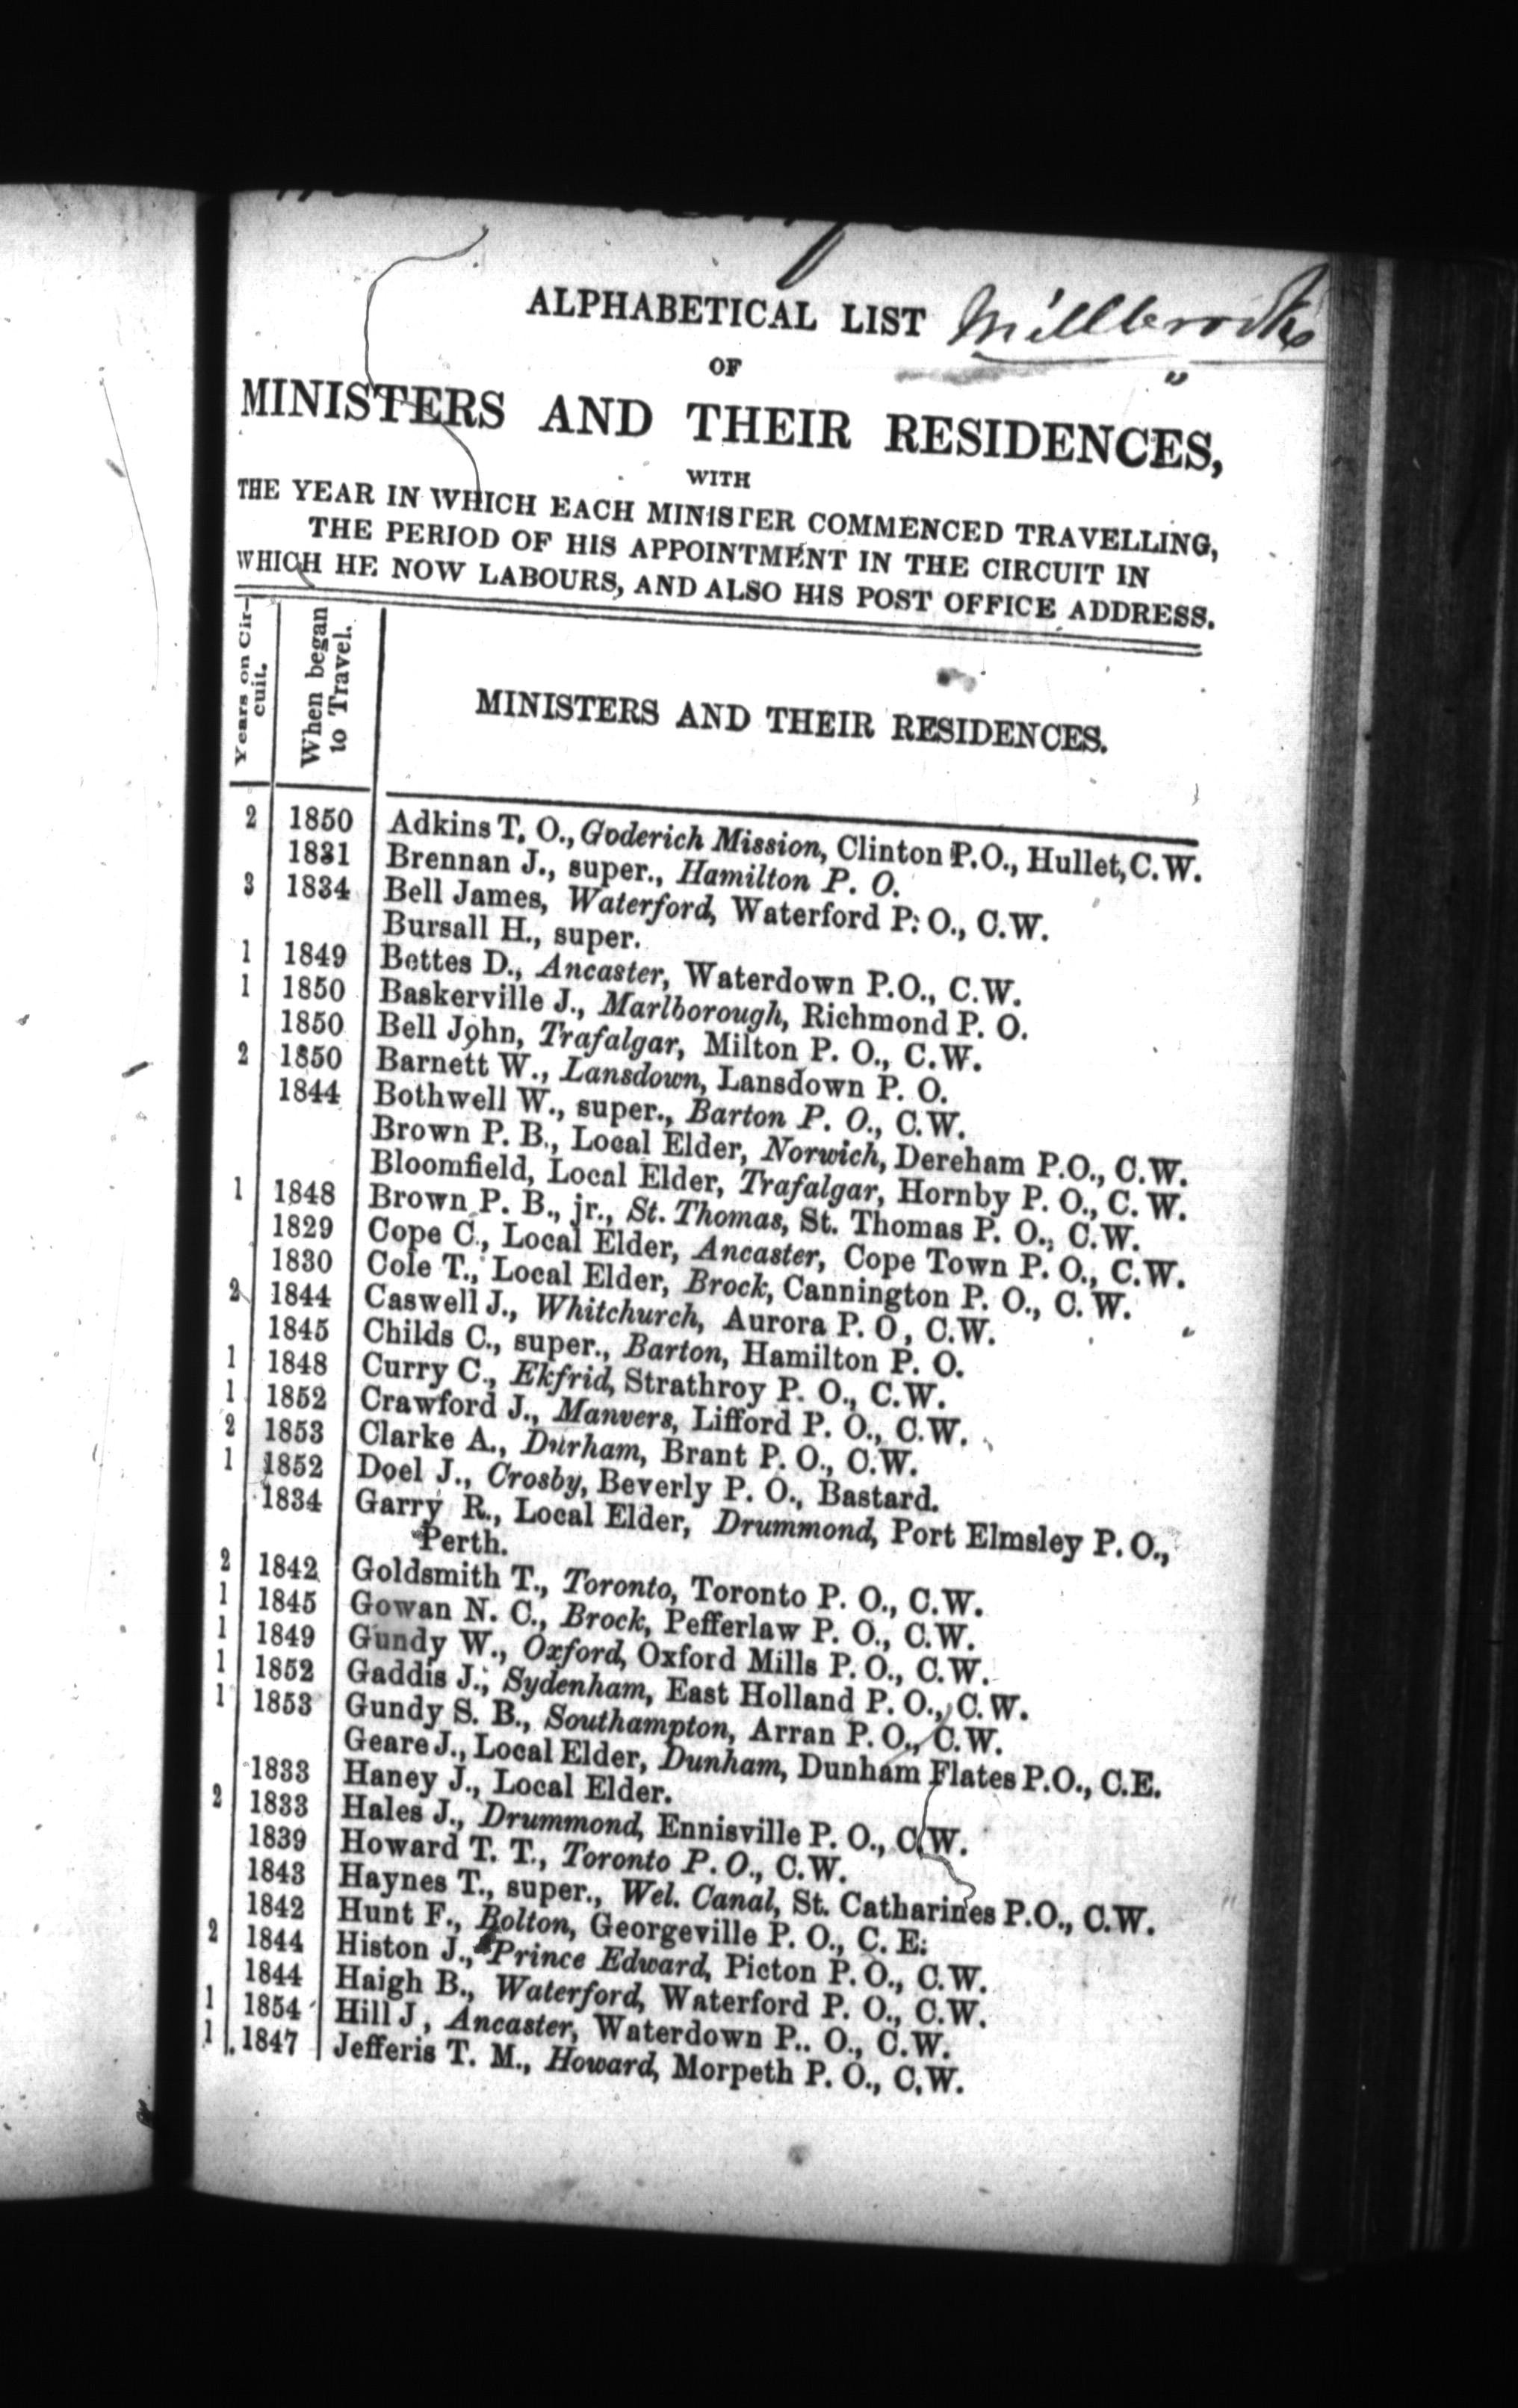 ALPHABETICAL LIST Millbrook
OF
MINISTERS AND THEIR RESIDENCES,
WITH
THE YEAR IN WHICH EACH MINISTER COMMENCED TRAVELLING,
THE PERIOD OF HIS APPOINTMENT IN THE CIRCUIT IN
WHICH HE NOW LABOURS, AND ALSO HIS POST OFFICE ADDRESS.
Years on Cir-
cuit.
When began
to Travel.
MINISTERS AND THEIR RESIDENCES.
2 1850 Adkins T. O., Goderich Mission, Clinton P.O., Hullet, C.W.
1831 Brennan J., super., Hamilton P. O.
3 1834 Bell James, Waterford, Waterford P. O., C.W.
Bursall H., super.
1 1849 Bettes D., Ancaster, Waterdown P.O., C.W.
1 1850 Baskerville J., Marlborough, Richmond P. O.
1850 Bell John, Trafalgar, Milton P. O., C.W.
2 1850 Barnett W., Lansdown, Lansdown P. O.
1844 Bothwell W., super., Barton P. O., C.W.
Brown P. B., Local Elder, Norwich, Dereham P.O., C.W.
Bloomfield, Local Elder, Trafalgar, Hornby P. O., C. W.
1 1848 Brown P. B., jr., St. Thomas, St. Thomas P. O., C.W.
1829 Cope C., Local Elder, Ancaster, Cope Town P. O., C.W.
1830 Cole T., Local Elder, Brock, Cannington P. O., C. W.
2 1844 Caswell J., Whitchurch, Aurora P. O, C.W.
1845 Childs C., super., Barton, Hamilton P. O.
1 1848 Curry C., Ekfrid, Strathroy P. O., C.W.
1 1852 Crawford J., Manvers, Lifford P. O., C.W.
2 1853 Clarke A., Durham, Brant P. O., C.W.
1 1852 Doel J., Crosby, Beverly P. O., Bastard.
1834 Garry R., Local Elder, Drummond, Port Elmsley P. O.,
Perth.
2 1842 Goldsmith T., Toronto, Toronto P. O., C.W.
1 1845 Gowan N. C., Brock, Pefferlaw P. O., C.W.
1 1849 Gundy W., Oxford, Oxford Mills P. O., C.W.
1 1852 Gaddis J., Sydenham, East Holland P. O., C.W.
1 1853 Gundy S. B., Southampton, Arran P. O., C.W.
Geare J., Local Elder, Dunham, Dunham Flates P.O., C.E.
1833 Haney J., Local Elder.
2 1833 Hales J., Drummond, Ennisville P. O., C.W.
1839 Howard T. T., Toronto P. O., C.W.
1843 Haynes T., super., Wel. Canal, St. Catharines P.O., C.W.
1842 Hunt F., Bolton, Georgeville P. O., C. E.
2 1844 Histon J., Prince Edward, Picton P. O., C.W.
1844 Haigh B., Waterford, Waterford P. O., C.W.
1 1854 Hill J, Ancaster, Waterdown P.. O., C.W.
1 1847 Jefferis T. M., Howard, Morpeth P. O., C.W.